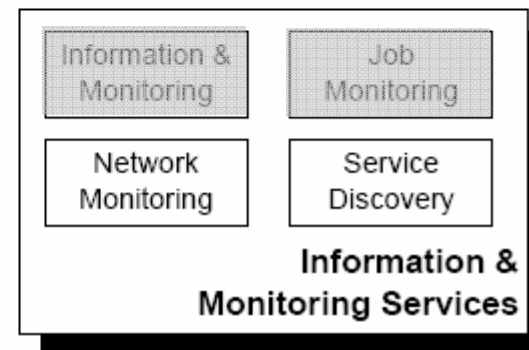 Information &
Monitoring
Job
Monitoring
Network
Monitoring
Service
Discovery
Information &
Monitoring Services